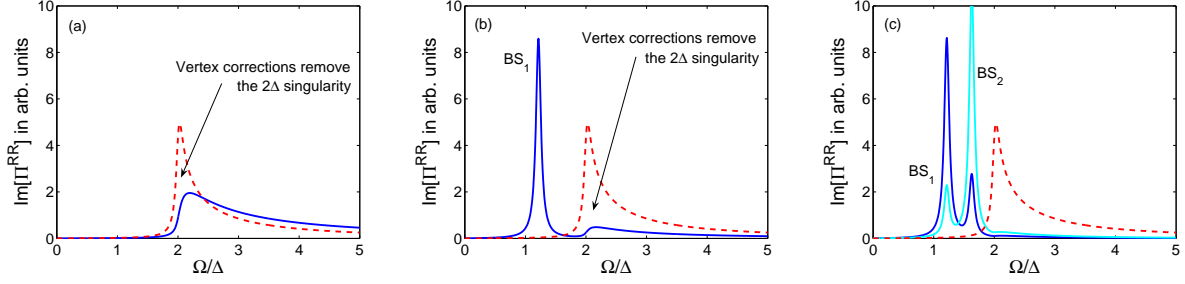 (a)
Im[Π^RR] in arb. units
10
8
6
4
2
0
Vertex corrections remove
the 2Δ singularity
0 1 2 3 4 5
Ω/Δ
(b)
Im[Π^RR] in arb. units
10
8
6
4
2
0
BS_1
Vertex corrections remove
the 2Δ singularity
0 1 2 3 4 5
Ω/Δ
(c)
Im[Π^RR] in arb. units
10
8
6
4
2
0
BS_2
BS_1
0 1 2 3 4 5
Ω/Δ